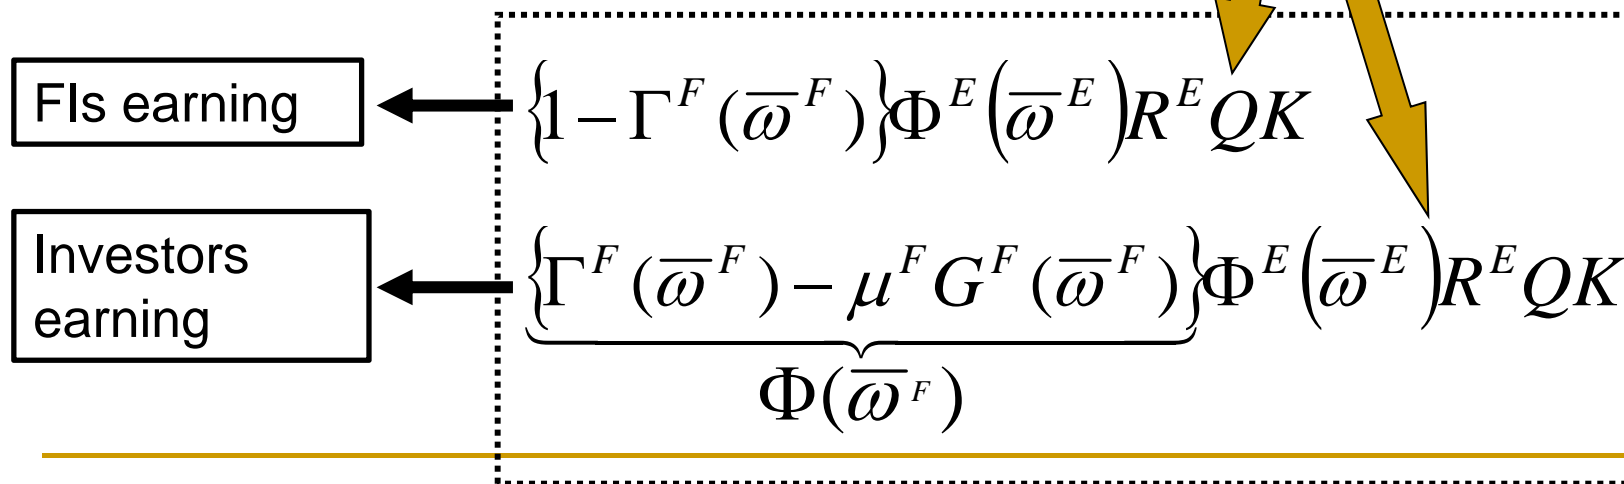 FIs earning
{1 − Γ^F (ω̅^F)}Φ^E(ω̅^E)R^E QK
Investors
earning
{Γ^F (ω̅^F) − μ^F G^F (ω̅^F)}Φ^E(ω̅^E)R^E QK
Φ(ω̅^F)